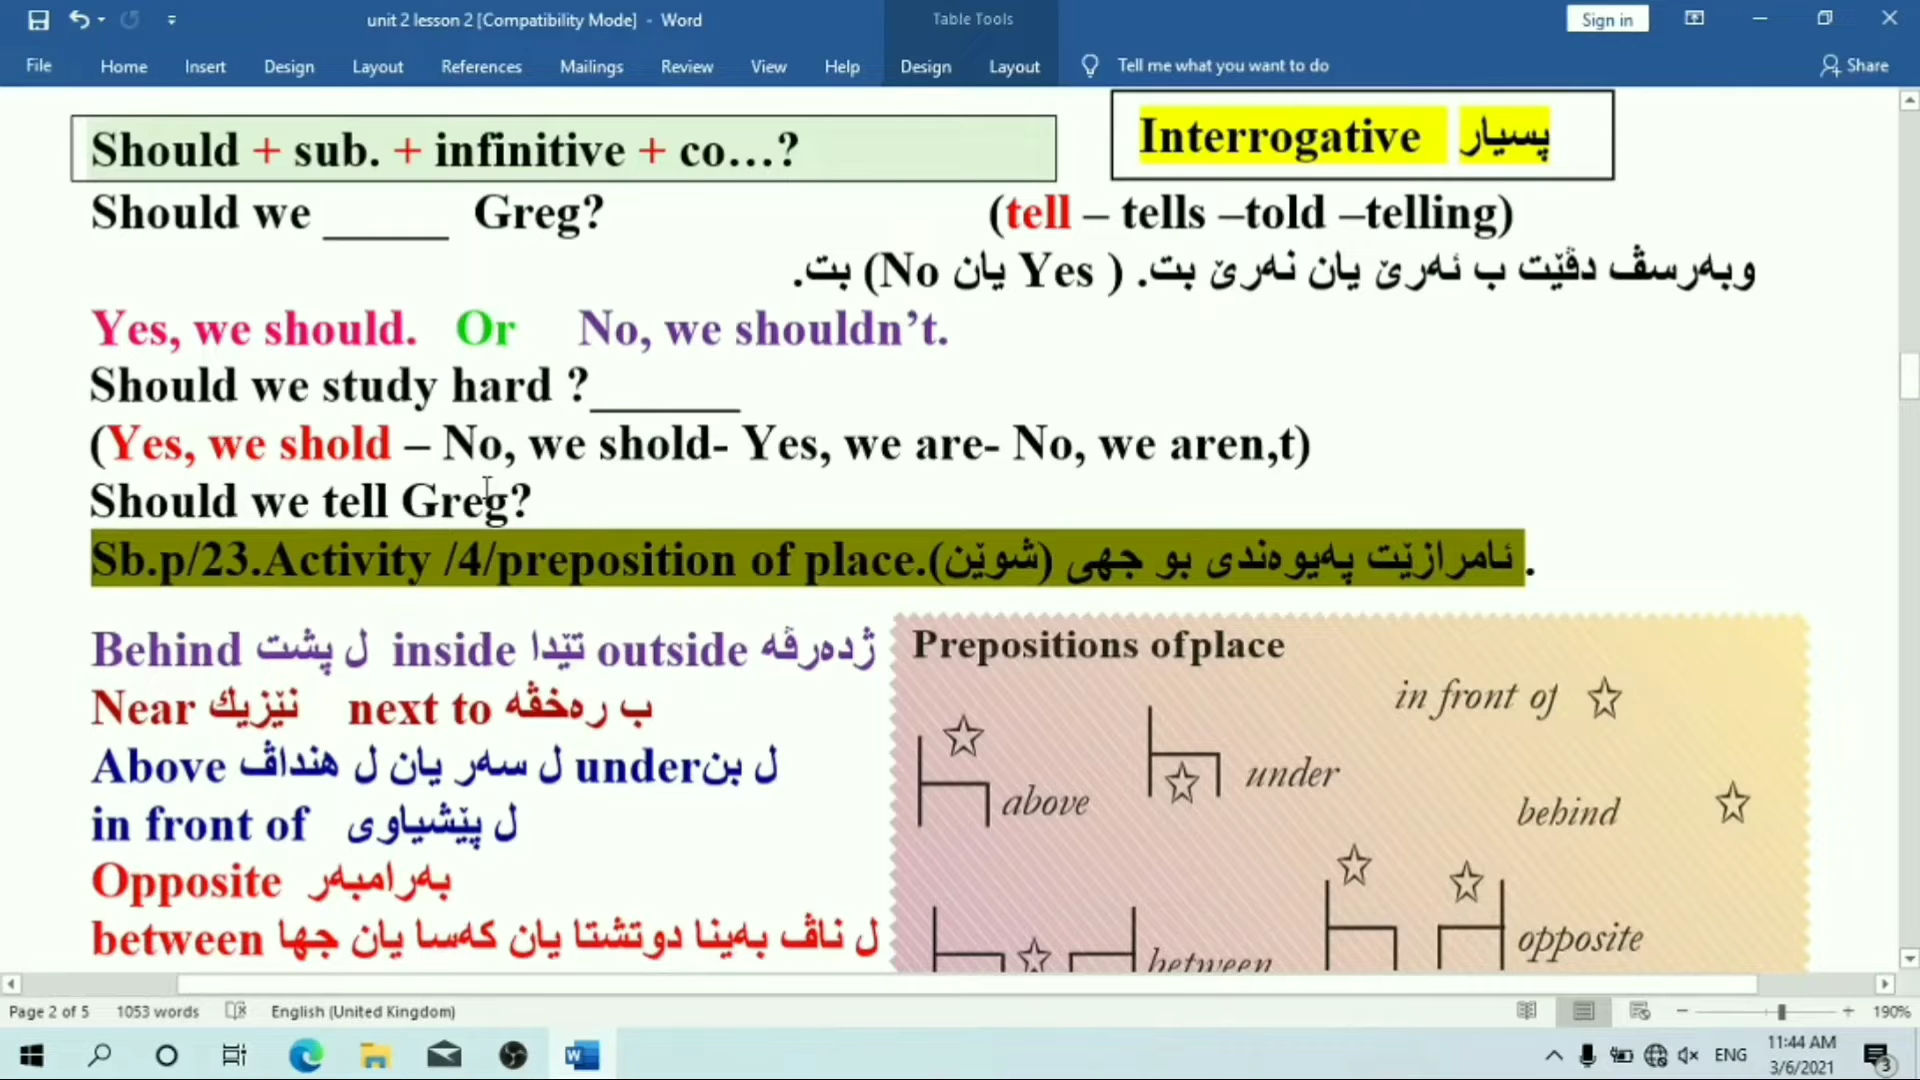 unit 2 lesson 2 [Compatibility Mode] - Word
Table Tools
Sign in
File Home Insert Design Layout References Mailings Review View Help Design Layout Tell me what you want to do Share
Should + sub. + infinitive + co…?
Interrogative پسیار
Should we _____ Greg? (tell – tells –told –telling)
وبەرسڤ دڤێت ب ئەرێ یان نەرێ بت. ( Yes یان No) بت.
Yes, we should. Or No, we shouldn’t.
Should we study hard ?______
(Yes, we shold – No, we shold- Yes, we are- No, we aren,t)
Should we tell Greg?
Sb.p/23.Activity /4/preposition of place.(شوێن) ئامرازێت پەیوەندی بو جهی .
Behind ل پشت inside تێدا outside ژدەرڤە
Near نێزیك next to ب رەخڤە
Above ل سەر یان ل هنداڤ under ل بن
in front of ل پێشیاوی
Opposite بەرامبەر
between ل ناڤ بەینا دوتشتا یان کەسا یان جها
Prepositions of place
in front of
above
under
behind
between
opposite
Page 2 of 5 1053 words English (United Kingdom) 190%
ENG
11:44 AM
3/6/2021
3